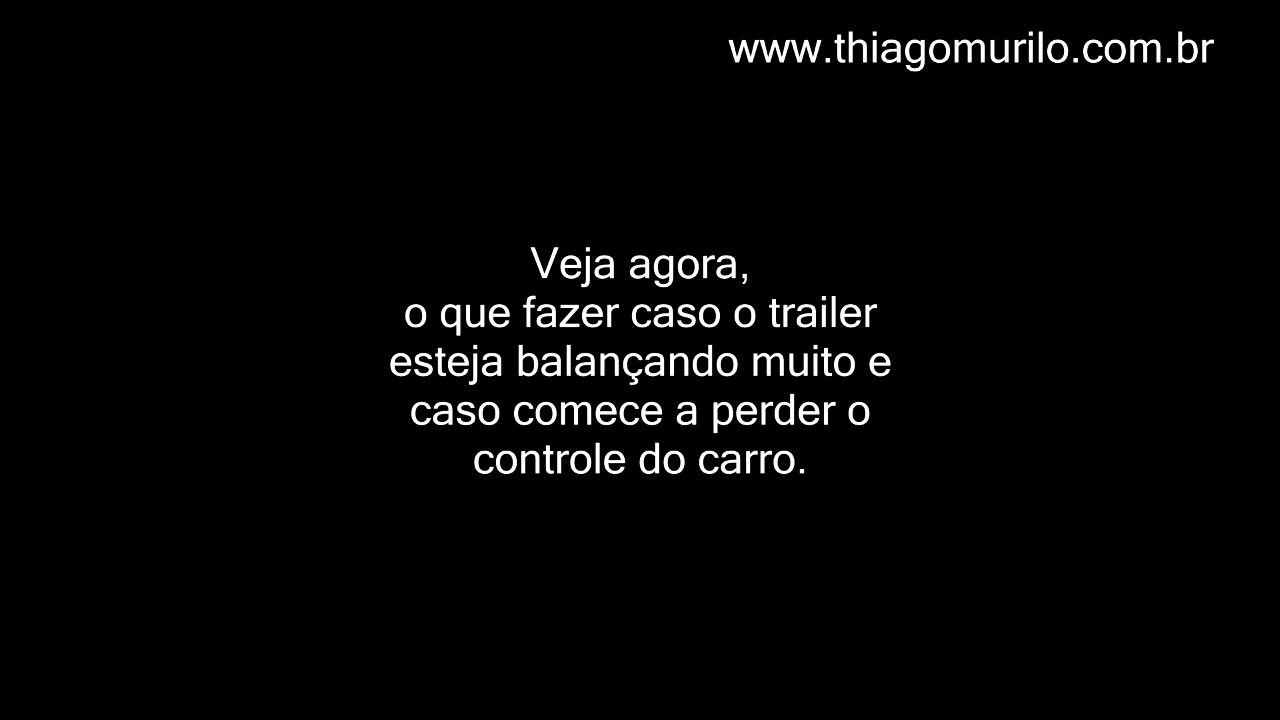 www.thiagomurilo.com.br
Veja agora,
o que fazer caso o trailer
esteja balançando muito e
caso comece a perder o
controle do carro.